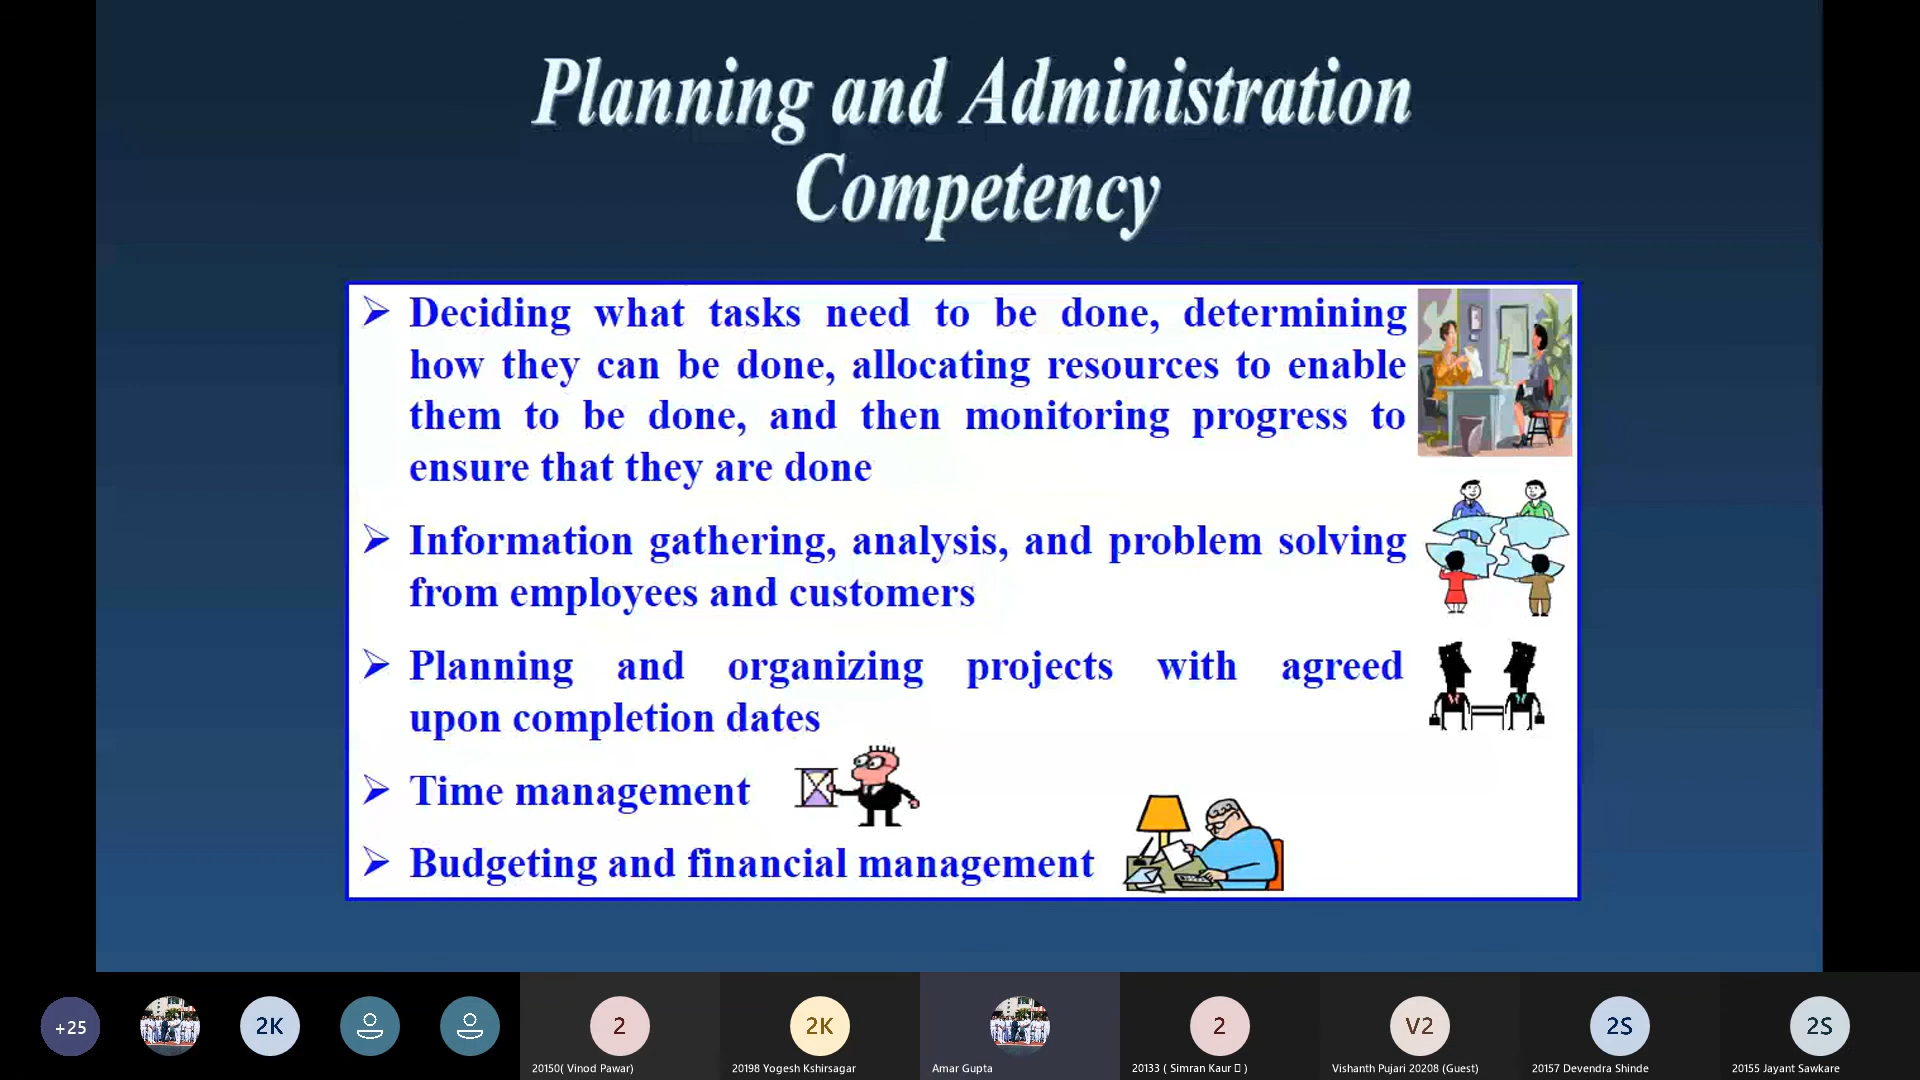 Planning and Administration
Competency
➢ Deciding what tasks need to be done, determining
how they can be done, allocating resources to enable
them to be done, and then monitoring progress to
ensure that they are done
➢ Information gathering, analysis, and problem solving
from employees and customers
➢ Planning and organizing projects with agreed
upon completion dates
➢ Time management
➢ Budgeting and financial management
+25
2K
2
2K
2
V2
2S
2S
20150( Vinod Pawar)
20198 Yogesh Kshirsagar
Amar Gupta
20133 ( Simran Kaur )
Vishanth Pujari 20208 (Guest)
20157 Devendra Shinde
20155 Jayant Sawkare